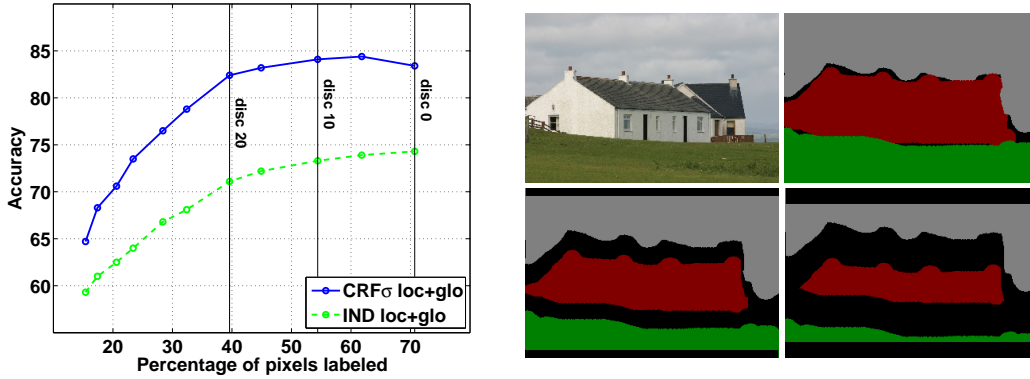 85
80
75
70
65
60
Accuracy
disc 20
disc 10
disc 0
CRFσ loc+glo
IND loc+glo
20 30 40 50 60 70
Percentage of pixels labeled